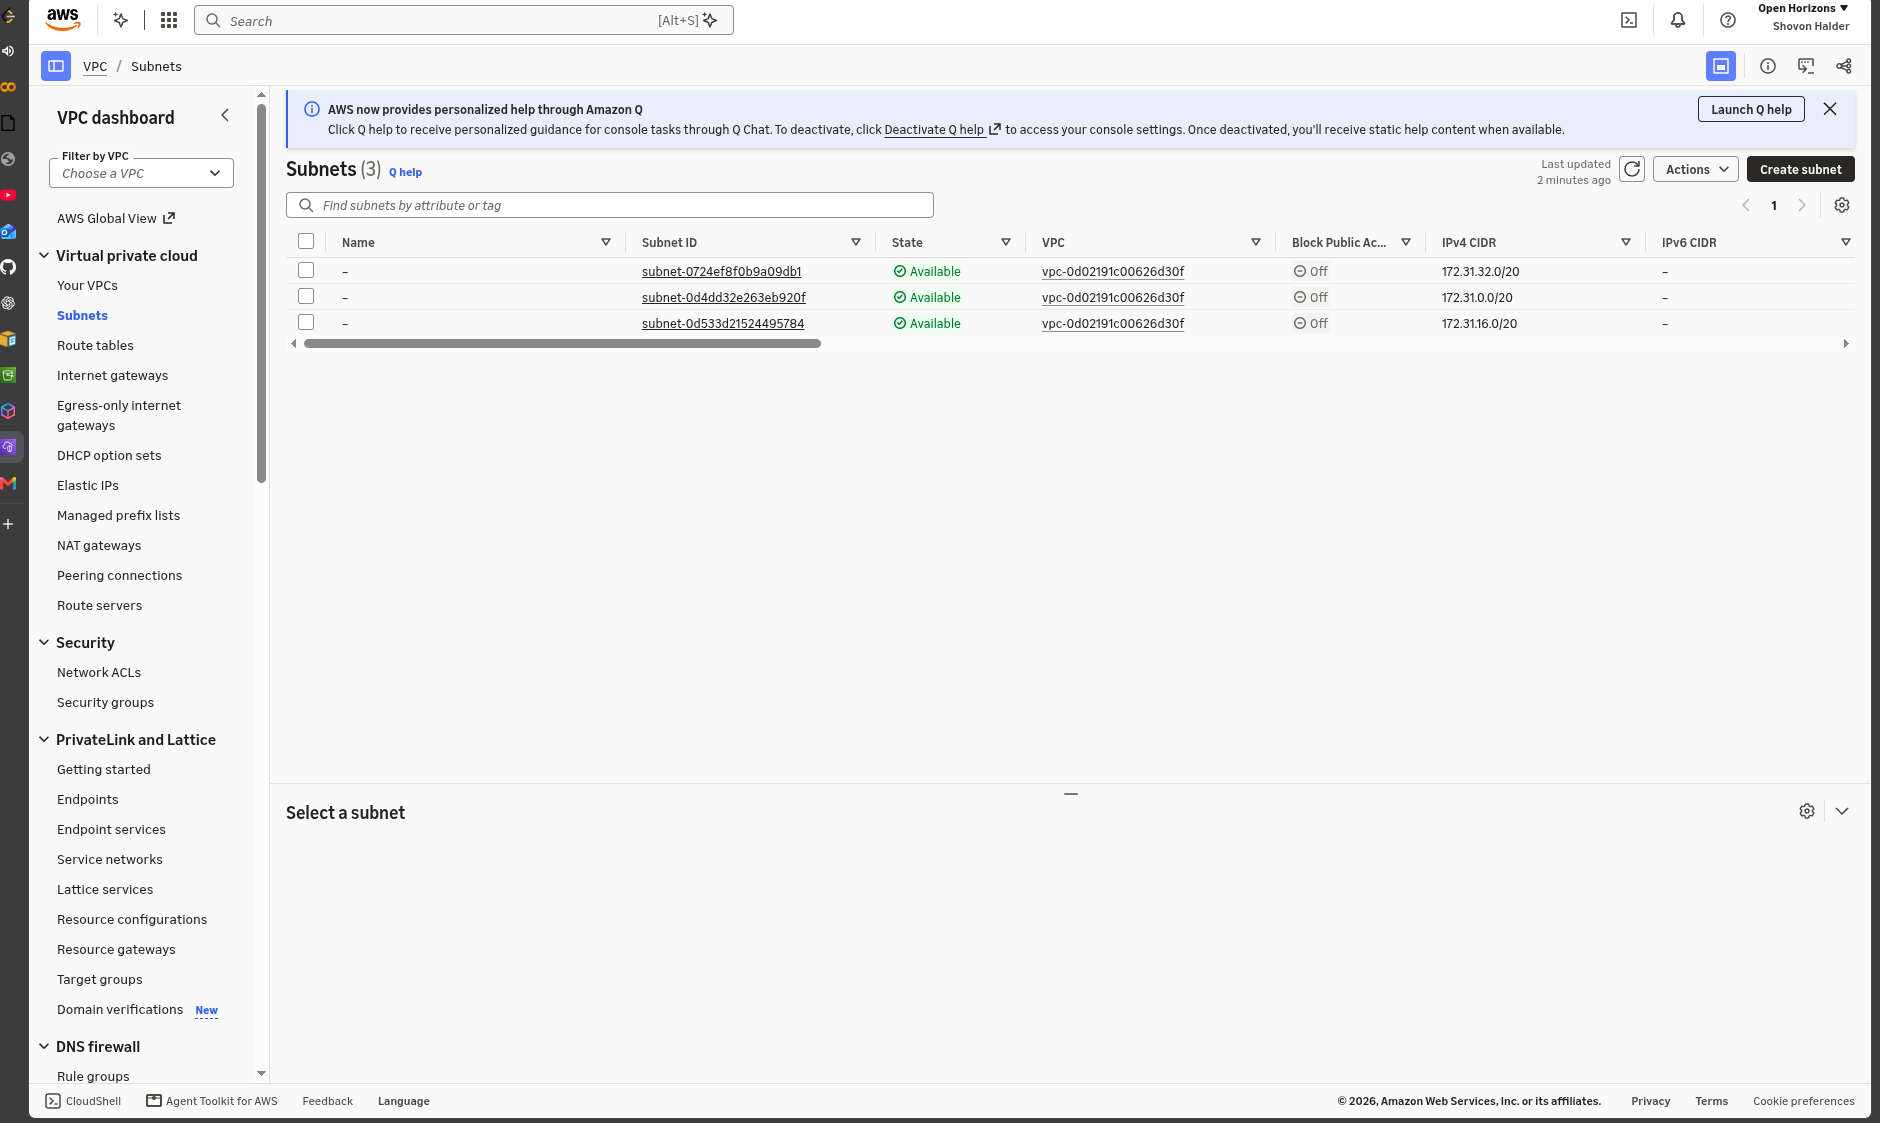 aws
Search [Alt+S]
Open Horizons
Shovon Halder
VPC / Subnets
VPC dashboard
Filter by VPC
Choose a VPC
AWS Global View
Virtual private cloud
Your VPCs
Subnets
Route tables
Internet gateways
Egress-only internet
gateways
DHCP option sets
Elastic IPs
Managed prefix lists
NAT gateways
Peering connections
Route servers
Security
Network ACLs
Security groups
PrivateLink and Lattice
Getting started
Endpoints
Endpoint services
Service networks
Lattice services
Resource configurations
Resource gateways
Target groups
Domain verifications New
DNS firewall
Rule groups
AWS now provides personalized help through Amazon Q
Click Q help to receive personalized guidance for console tasks through Q Chat. To deactivate, click Deactivate Q help to access your console settings. Once deactivated, you'll receive static help content when available.
Launch Q help
Subnets (3) Q help
Last updated
2 minutes ago
Actions
Create subnet
Find subnets by attribute or tag
1
Name Subnet ID State VPC Block Public Ac... IPv4 CIDR IPv6 CIDR
– subnet-0724ef8f0b9a09db1 Available vpc-0d02191c00626d30f Off 172.31.32.0/20 –
– subnet-0d4dd32e263eb920f Available vpc-0d02191c00626d30f Off 172.31.0.0/20 –
– subnet-0d533d21524495784 Available vpc-0d02191c00626d30f Off 172.31.16.0/20 –
Select a subnet
CloudShell Agent Toolkit for AWS Feedback Language
© 2026, Amazon Web Services, Inc. or its affiliates. Privacy Terms Cookie preferences